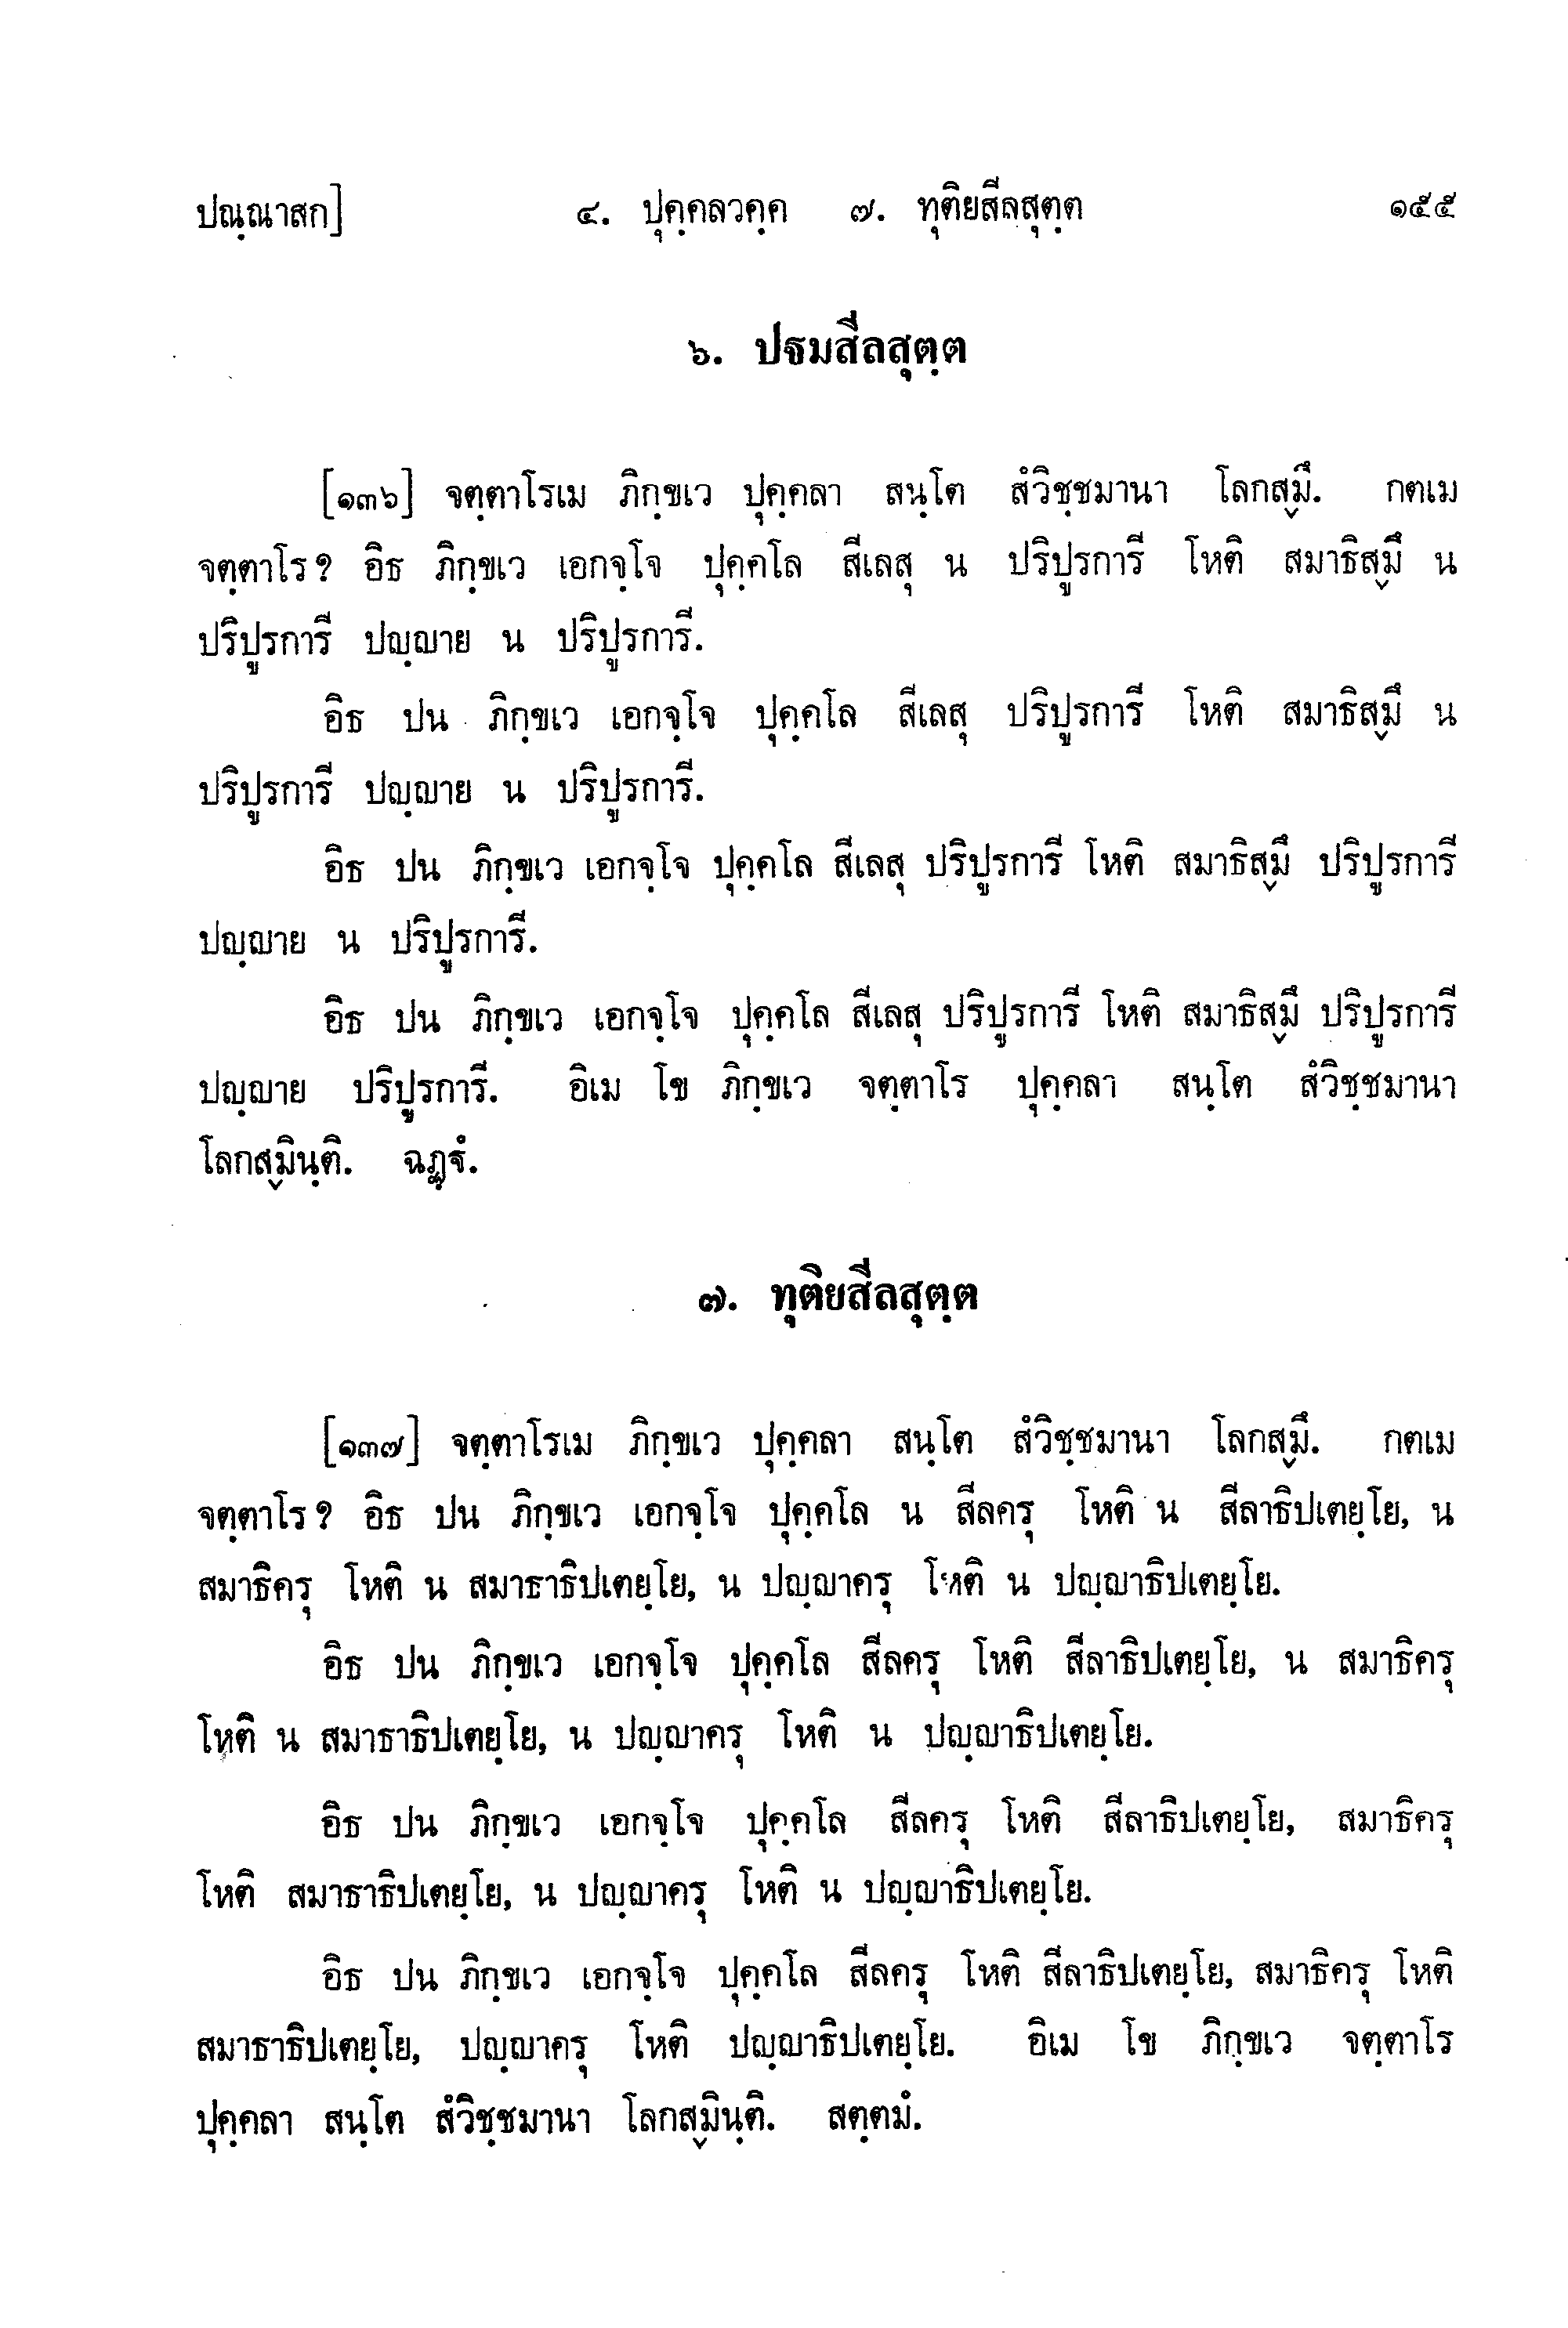 ปณฺณาสก]	๔. ปุคฺคลวคฺค ๗. ทุติยสีลสุตฺต	๑๕๕
๖. ปฐมสีลสุตฺต
[๑๓๖] จตฺตาโรเม ภิกฺขเว ปุคฺคลา สนฺโต สํวิชฺชมานา โลกสฺมึ. กตเม
จตฺตาโร? อิธ ภิกฺขเว เอกจฺโจ ปุคฺคโล สีเลสุ น ปริปูรการี โหติ สมาธิสฺมึ น
ปริปูรการี ปญฺญาย น ปริปูรการี.
อิธ ปน ภิกฺขเว เอกจฺโจ ปุคฺคโล สีเลสุ ปริปูรการี โหติ สมาธิสฺมึ น
ปริปูรการี ปญฺญาย น ปริปูรการี.
อิธ ปน ภิกฺขเว เอกจฺโจ ปุคฺคโล สีเลสุ ปริปูรการี โหติ สมาธิสฺมึ ปริปูรการี
ปญฺญาย น ปริปูรการี.
อิธ ปน ภิกฺขเว เอกจฺโจ ปุคฺคโล สีเลสุ ปริปูรการี โหติ สมาธิสฺมึ ปริปูรการี
ปญฺญาย ปริปูรการี. อิเม โข ภิกฺขเว จตฺตาโร ปุคฺคลา สนฺโต สํวิชฺชมานา
โลกสฺมินฺติ. ฉฏฺฐํ.
๗. ทุติยสีลสุตฺต
[๑๓๗] จตฺตาโรเม ภิกฺขเว ปุคฺคลา สนฺโต สํวิชฺชมานา โลกสฺมึ. กตเม
จตฺตาโร? อิธ ปน ภิกฺขเว เอกจฺโจ ปุคฺคโล น สีลครุ โหติ น สีลาธิปเตยฺโย, น
สมาธิครุ โหติ น สมาธาธิปเตยฺโย, น ปญฺญาครุ โหติ น ปญฺญาธิปเตยฺโย.
อิธ ปน ภิกฺขเว เอกจฺโจ ปุคฺคโล สีลครุ โหติ สีลาธิปเตยฺโย, น สมาธิครุ
โหติ น สมาธาธิปเตยฺโย, น ปญฺญาครุ โหติ น ปญฺญาธิปเตยฺโย.
อิธ ปน ภิกฺขเว เอกจฺโจ ปุคฺคโล สีลครุ โหติ สีลาธิปเตยฺโย, สมาธิครุ
โหติ สมาธาธิปเตยฺโย, น ปญฺญาครุ โหติ น ปญฺญาธิปเตยฺโย.
อิธ ปน ภิกฺขเว เอกจฺโจ ปุคฺคโล สีลครุ โหติ สีลาธิปเตยฺโย, สมาธิครุ โหติ
สมาธาธิปเตยฺโย, ปญฺญาครุ โหติ ปญฺญาธิปเตยฺโย. อิเม โข ภิกฺขเว จตฺตาโร
ปุคฺคลา สนฺโต สํวิชฺชมานา โลกสฺมินฺติ. สตฺตมํ.